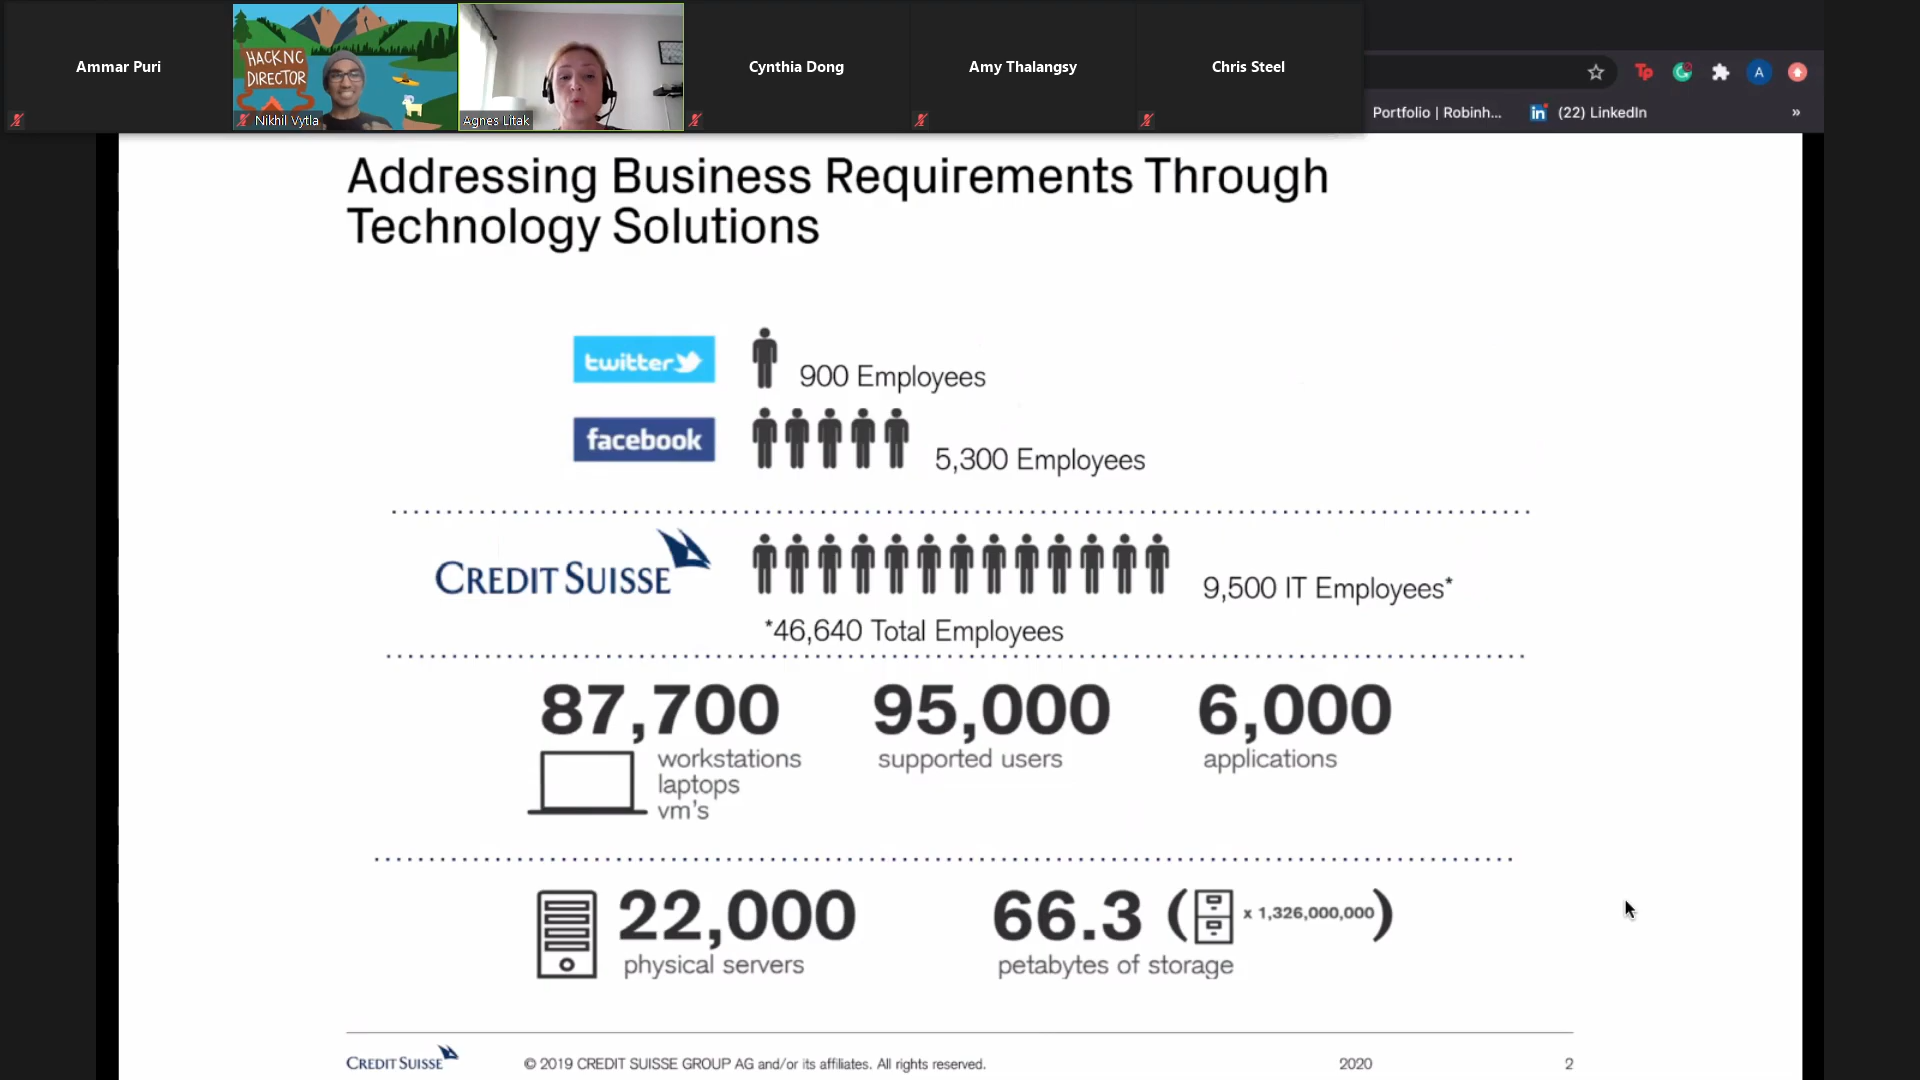 Ammar Puri
HACK NC
DIRECTOR
Nikhil Vytla
Agnes Litak
Cynthia Dong
Amy Thalangsy
Chris Steel
Tp
A
Portfolio | Robinh...
in
(22) LinkedIn
»
Addressing Business Requirements Through
Technology Solutions
twitter
900 Employees
facebook
5,300 Employees
CREDIT SUISSE
9,500 IT Employees*
*46,640 Total Employees
87,700
workstations
laptops
vm's
95,000
supported users
6,000
applications
22,000
physical servers
66.3 ( x 1,326,000,000)
petabytes of storage
CREDIT SUISSE
© 2019 CREDIT SUISSE GROUP AG and/or its affiliates. All rights reserved.
2020
2